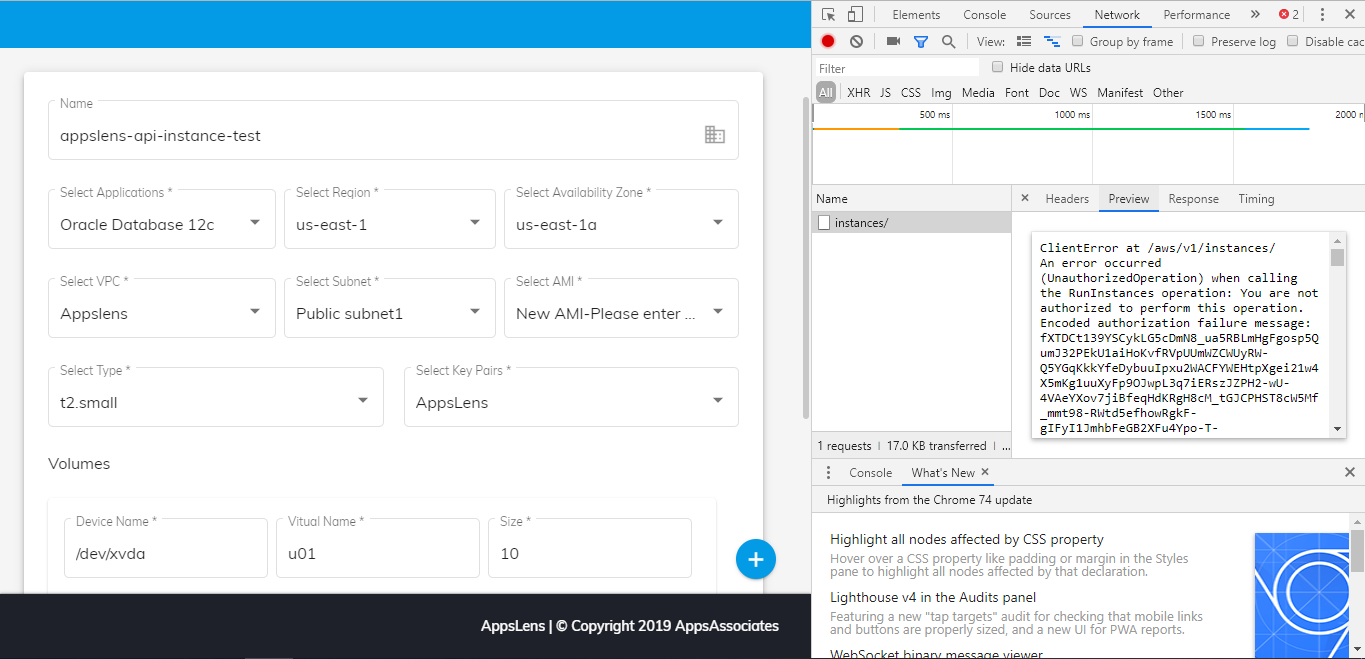 Name
appslens-api-instance-test
Select Applications *
Select Region *
Select Availability Zone *
Oracle Database 12c
us-east-1
us-east-1a
Select VPC *
Select Subnet *
Select AMI *
Appslens
Public subnet1
New AMI-Please enter ...
Select Type *
Select Key Pairs *
t2.small
AppsLens
Volumes
Device Name *
Vitual Name *
Size *
/dev/xvda
u01
10
AppsLens | © Copyright 2019 AppsAssociates
Elements Console Sources Network Performance 2
View: Group by frame Preserve log Disable cac
Filter Hide data URLs
All XHR JS CSS Img Media Font Doc WS Manifest Other
500 ms 1000 ms 1500 ms 2000 m
Name
Headers Preview Response Timing
instances/
ClientError at /aws/v1/instances/
An error occurred
(UnauthorizedOperation) when calling
the RunInstances operation: You are not
authorized to perform this operation.
Encoded authorization failure message:
fXTDCt139YSCykLG5cDmN8_ua5RBLmHgFgosp5Q
umJ32PEkU1aiHoKvfRVpUUmWZCWUyRW-
Q5YGqKkkYfeDybuuIpxu2WACFYWEHtpXgei21w4
X5mKg1uuXyFp9OJwpL3q7iERszJZPH2-wU-
4VAeYXov7jiBfeqHdKRgH8cM_tGJCPHST8cW5Mf
_mmt98-RWtd5efhowRgkF-
gIFyI1JmhbFeGB2XFu4Ypo-T-
1 requests 17.0 KB transferred ...
Console What's New
Highlights from the Chrome 74 update
Highlight all nodes affected by CSS property
Hover over a CSS property like padding or margin in the Styles
pane to highlight all nodes affected by that declaration.
Lighthouse v4 in the Audits panel
Featuring a new "tap targets" audit for checking that mobile links
and buttons are properly sized, and a new UI for PWA reports.
WebSocket binary message viewer